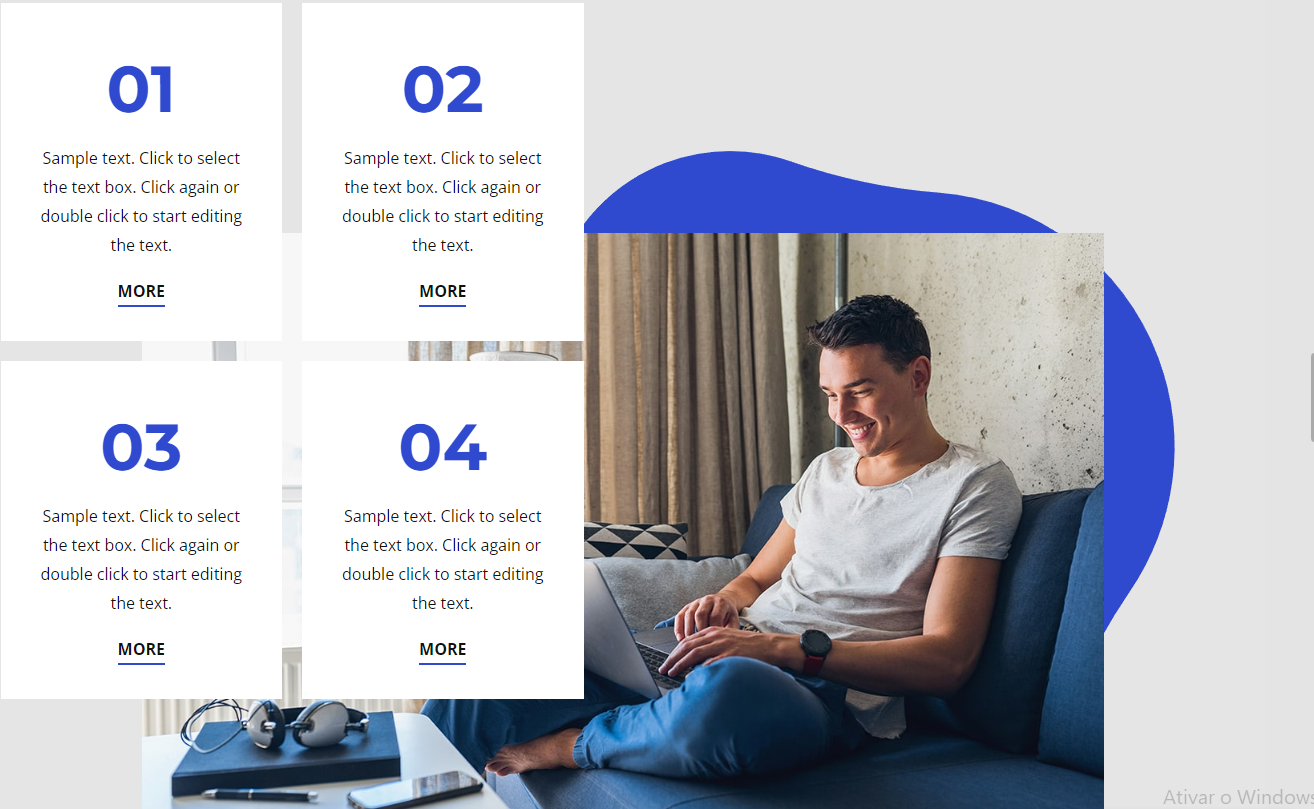 01
Sample text. Click to select
the text box. Click again or
double click to start editing
the text.
MORE
02
Sample text. Click to select
the text box. Click again or
double click to start editing
the text.
MORE
03
Sample text. Click to select
the text box. Click again or
double click to start editing
the text.
MORE
04
Sample text. Click to select
the text box. Click again or
double click to start editing
the text.
MORE
Ativar o Windows